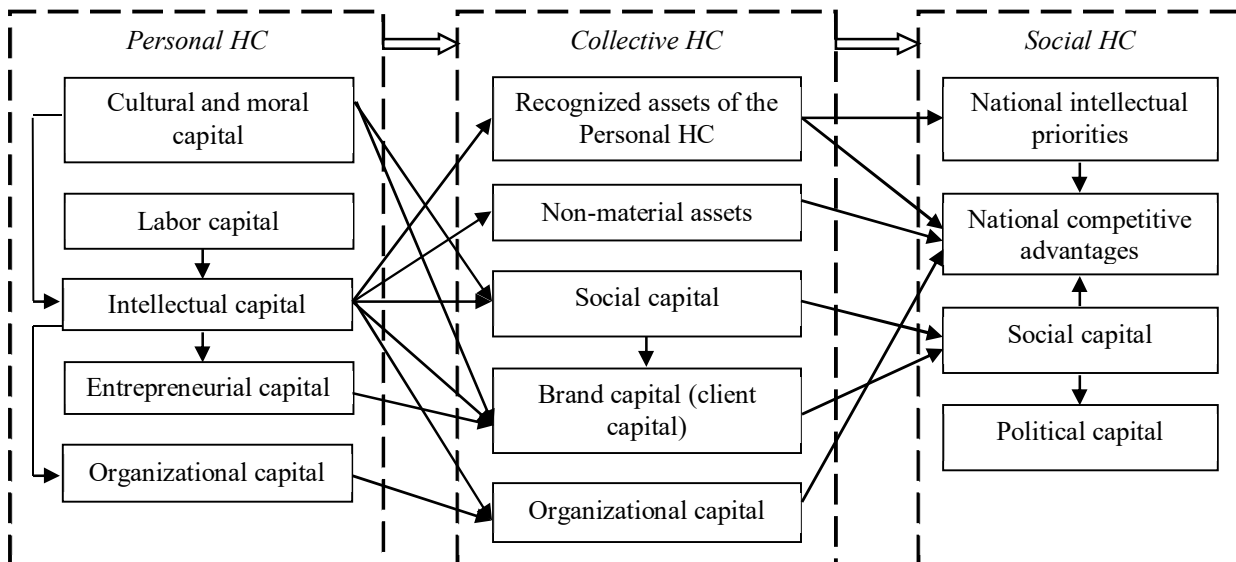 Personal HC
Cultural and moral
capital
Labor capital
Intellectual capital
Entrepreneurial capital
Organizational capital
Collective HC
Recognized assets of the
Personal HC
Non-material assets
Social capital
Brand capital (client
capital)
Organizational capital
Social HC
National intellectual
priorities
National competitive
advantages
Social capital
Political capital